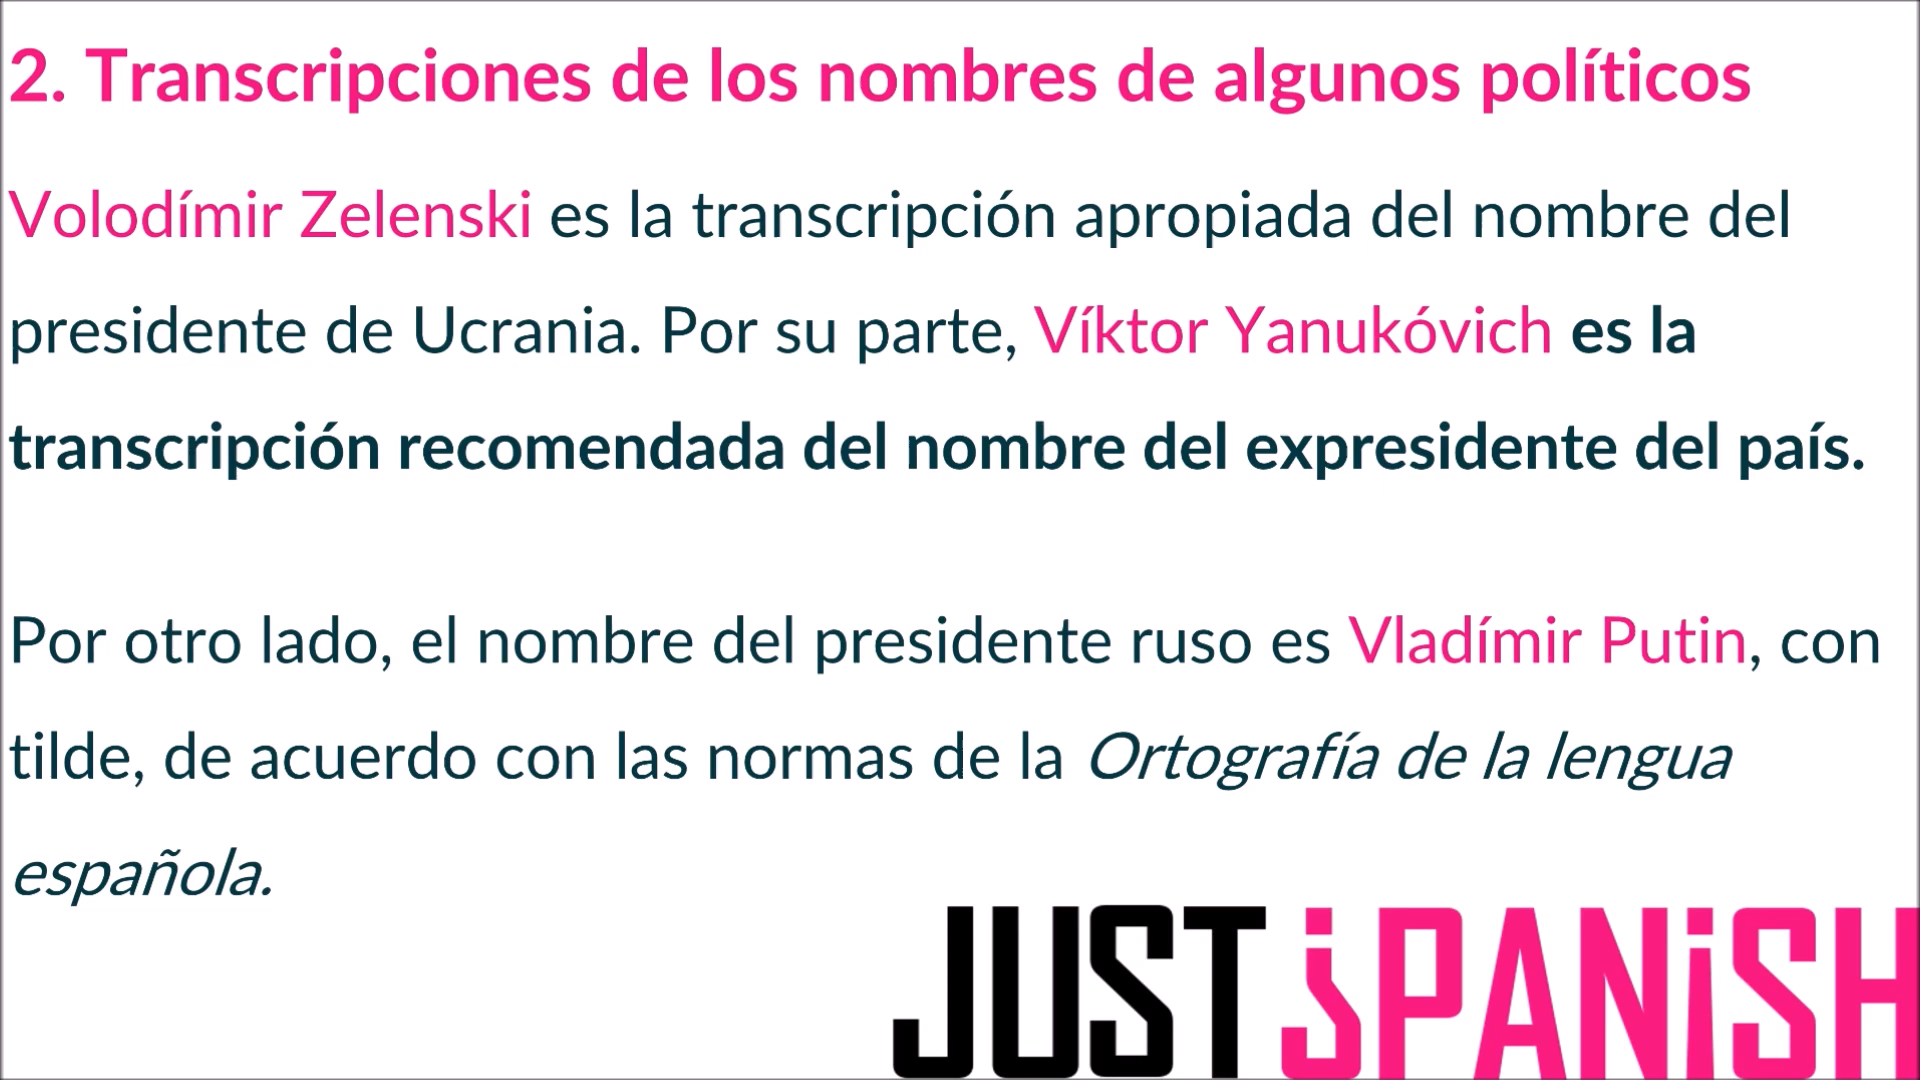 2. Transcripciones de los nombres de algunos políticos
Volodímir Zelenski es la transcripción apropiada del nombre del
presidente de Ucrania. Por su parte, Víktor Yanukóvich es la
transcripción recomendada del nombre del expresidente del país.
Por otro lado, el nombre del presidente ruso es Vladímir Putin, con
tilde, de acuerdo con las normas de la Ortografía de la lengua
española.
JUST ¿PANiSH